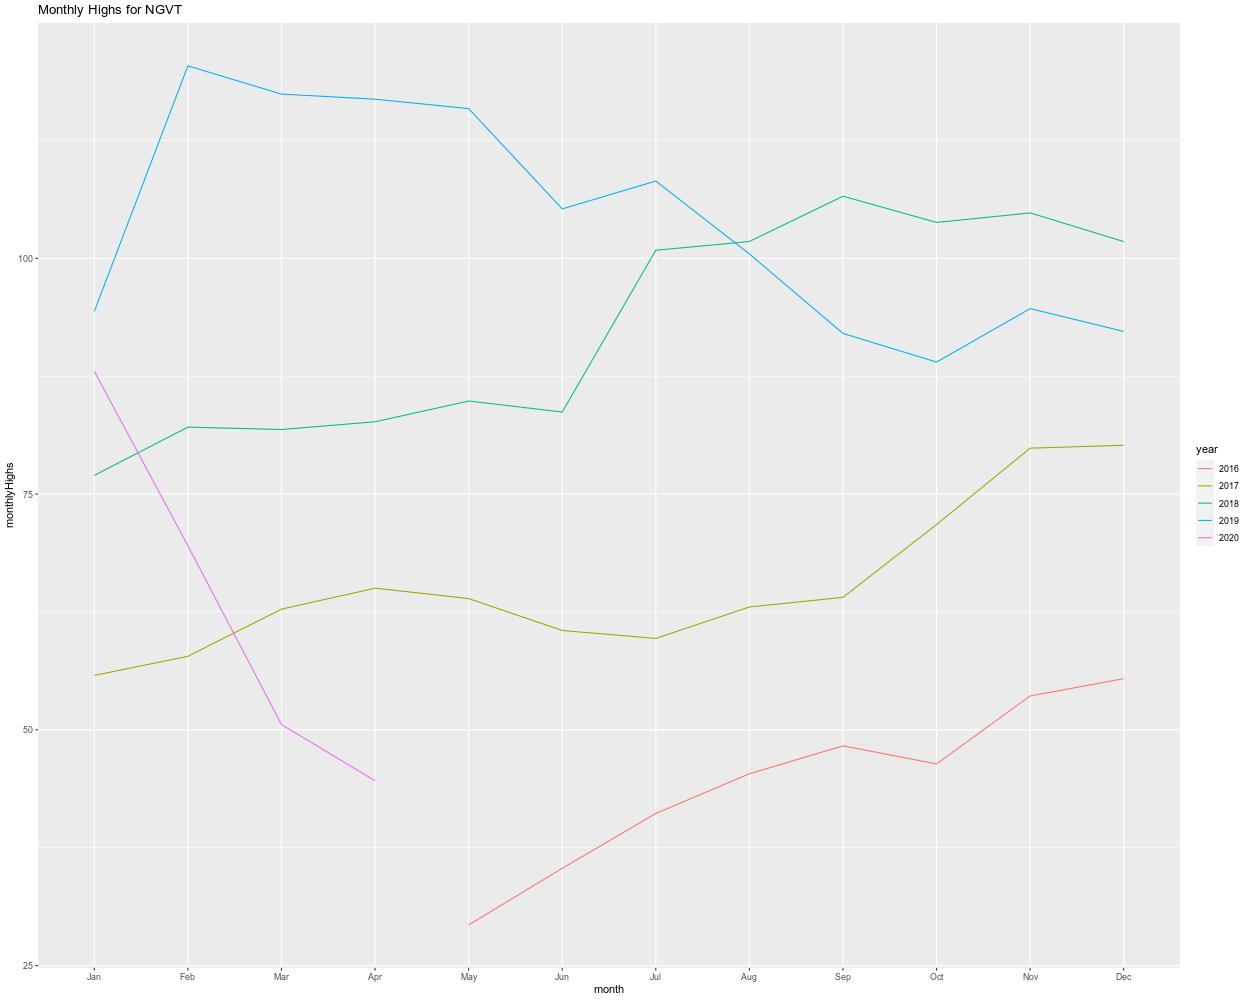 Monthly Highs for NGVT
monthlyHighs
100
75
50
25
Jan Feb Mar Apr May Jun Jul Aug Sep Oct Nov Dec
month
year
2016
2017
2018
2019
2020